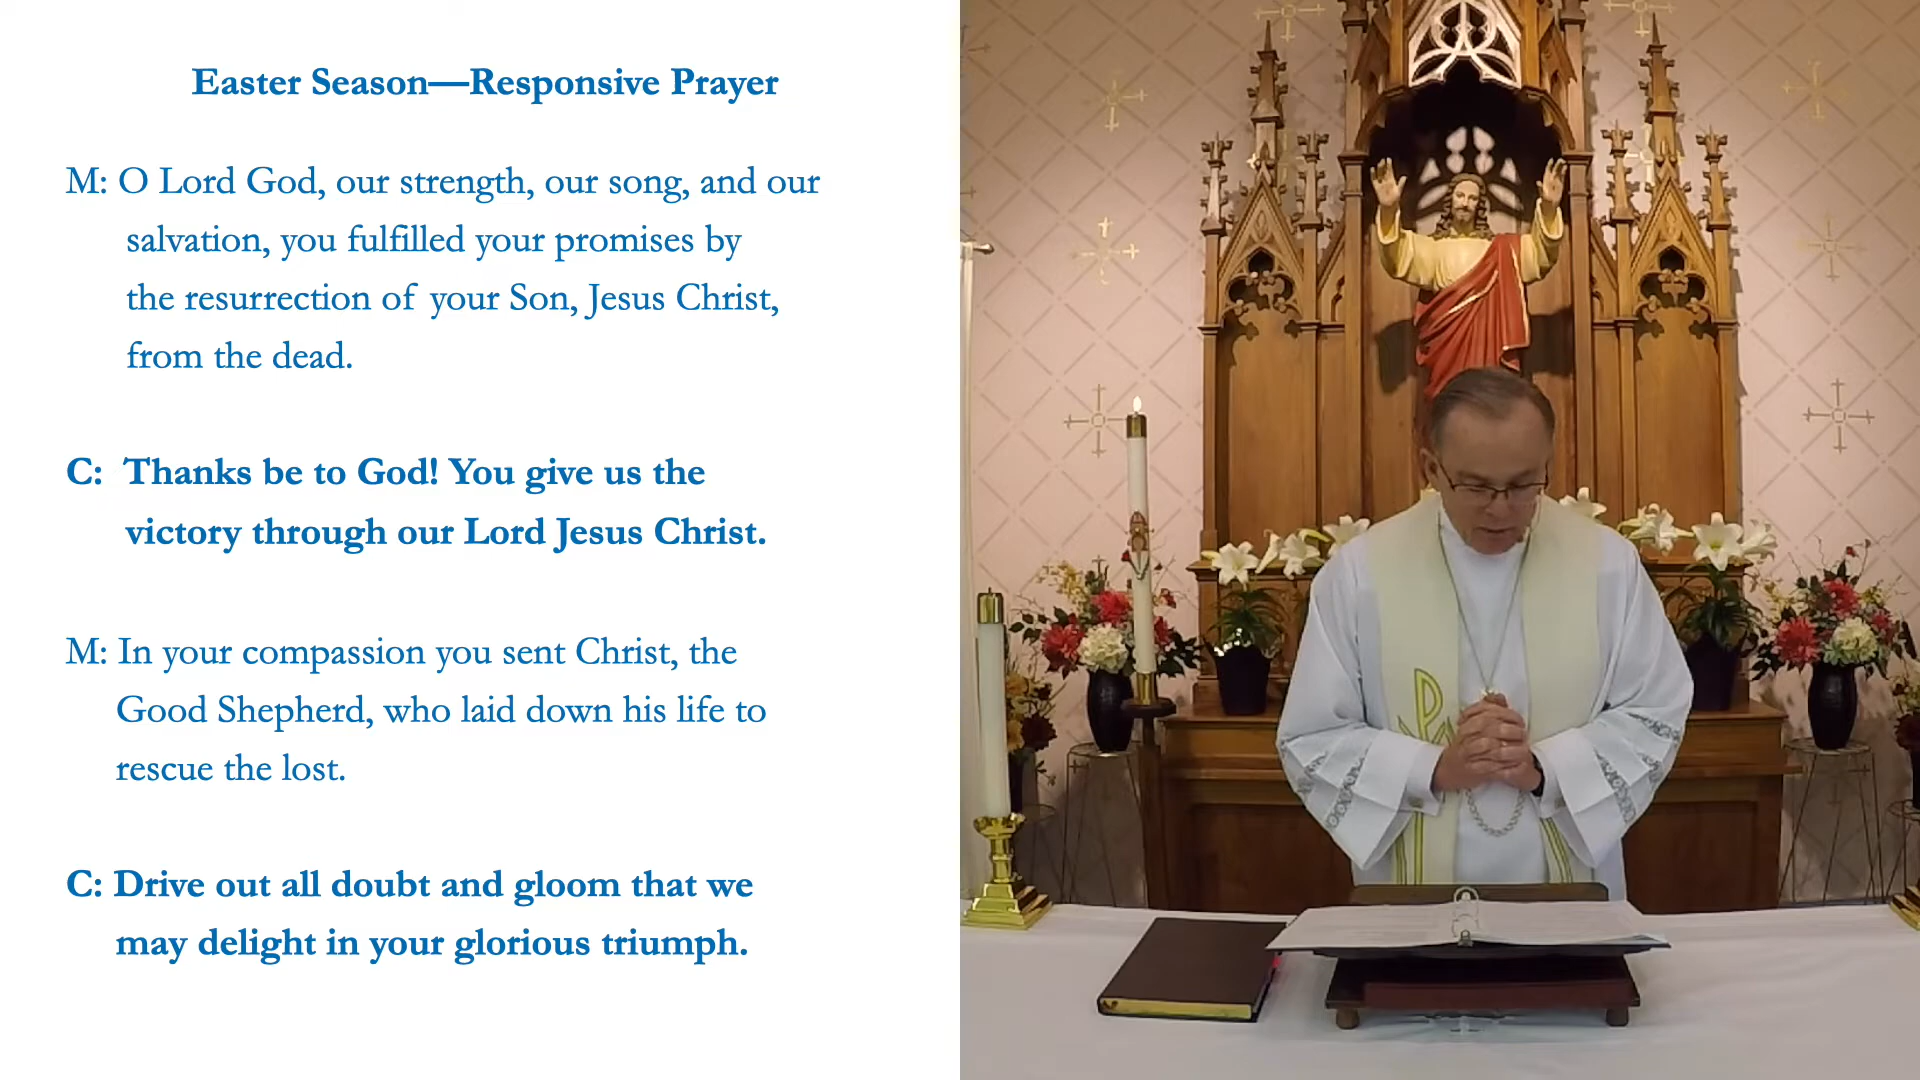 Easter Season—Responsive Prayer
M: O Lord God, our strength, our song, and our
salvation, you fulfilled your promises by
the resurrection of your Son, Jesus Christ,
from the dead.
C: Thanks be to God! You give us the
victory through our Lord Jesus Christ.
M: In your compassion you sent Christ, the
Good Shepherd, who laid down his life to
rescue the lost.
C: Drive out all doubt and gloom that we
may delight in your glorious triumph.